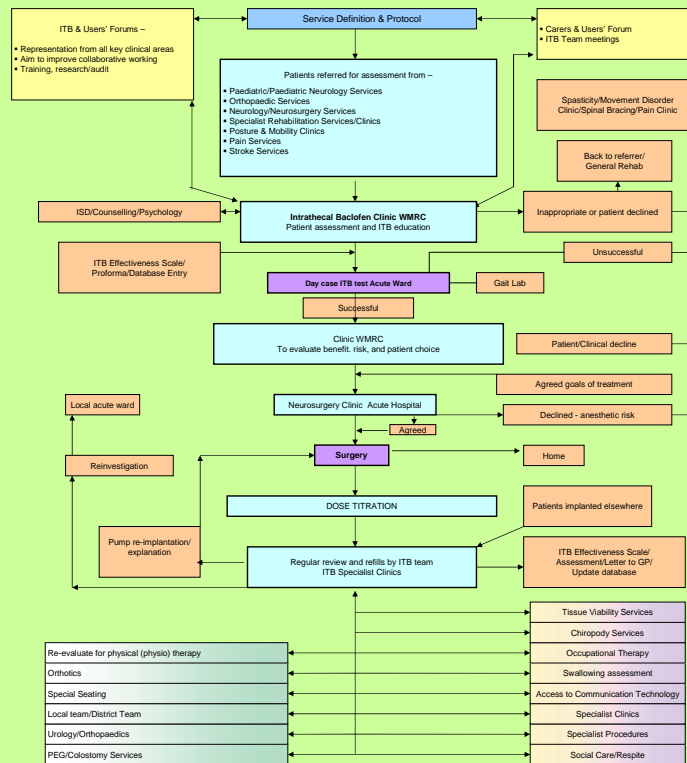 ITB & Users' Forums –
▪ Representation from all key clinical areas
▪ Aim to improve collaborative working
▪ Training, research/audit
Service Definition & Protocol
▪ Carers & Users' Forum
▪ ITB Team meetings
Patients referred for assessment from –
▪ Paediatric/Paediatric Neurology Services
▪ Orthopaedic Services
▪ Neurology/Neurosurgery Services
▪ Specialist Rehabilitation Services/Clinics
▪ Posture & Mobility Clinics
▪ Pain Services
▪ Stroke Services
Spasticity/Movement Disorder
Clinic/Spinal Bracing/Pain Clinic
Back to referrer/
General Rehab
ISD/Counselling/Psychology
Intrathecal Baclofen Clinic WMRC
Patient assessment and ITB education
Inappropriate or patient declined
ITB Effectiveness Scale/
Proforma/Database Entry
Unsuccessful
Day case ITB test Acute Ward
Gait Lab
Successful
Clinic WMRC
To evaluate benefit. risk, and patient choice
Patient/Clinical decline
Agreed goals of treatment
Local acute ward
Neurosurgery Clinic Acute Hospital
Declined - anesthetic risk
Agreed
Surgery
Home
Reinvestigation
DOSE TITRATION
Patients implanted elsewhere
Pump re-implantation/
explanation
Regular review and refills by ITB team
ITB Specialist Clinics
ITB Effectiveness Scale/
Assessment/Letter to GP/
Update database
Tissue Viability Services
Chiropody Services
Re-evaluate for physical (physio) therapy
Occupational Therapy
Orthotics
Swallowing assessment
Special Seating
Access to Communication Technology
Local team/District Team
Specialist Clinics
Urology/Orthopaedics
Specialist Procedures
PEG/Colostomy Services
Social Care/Respite